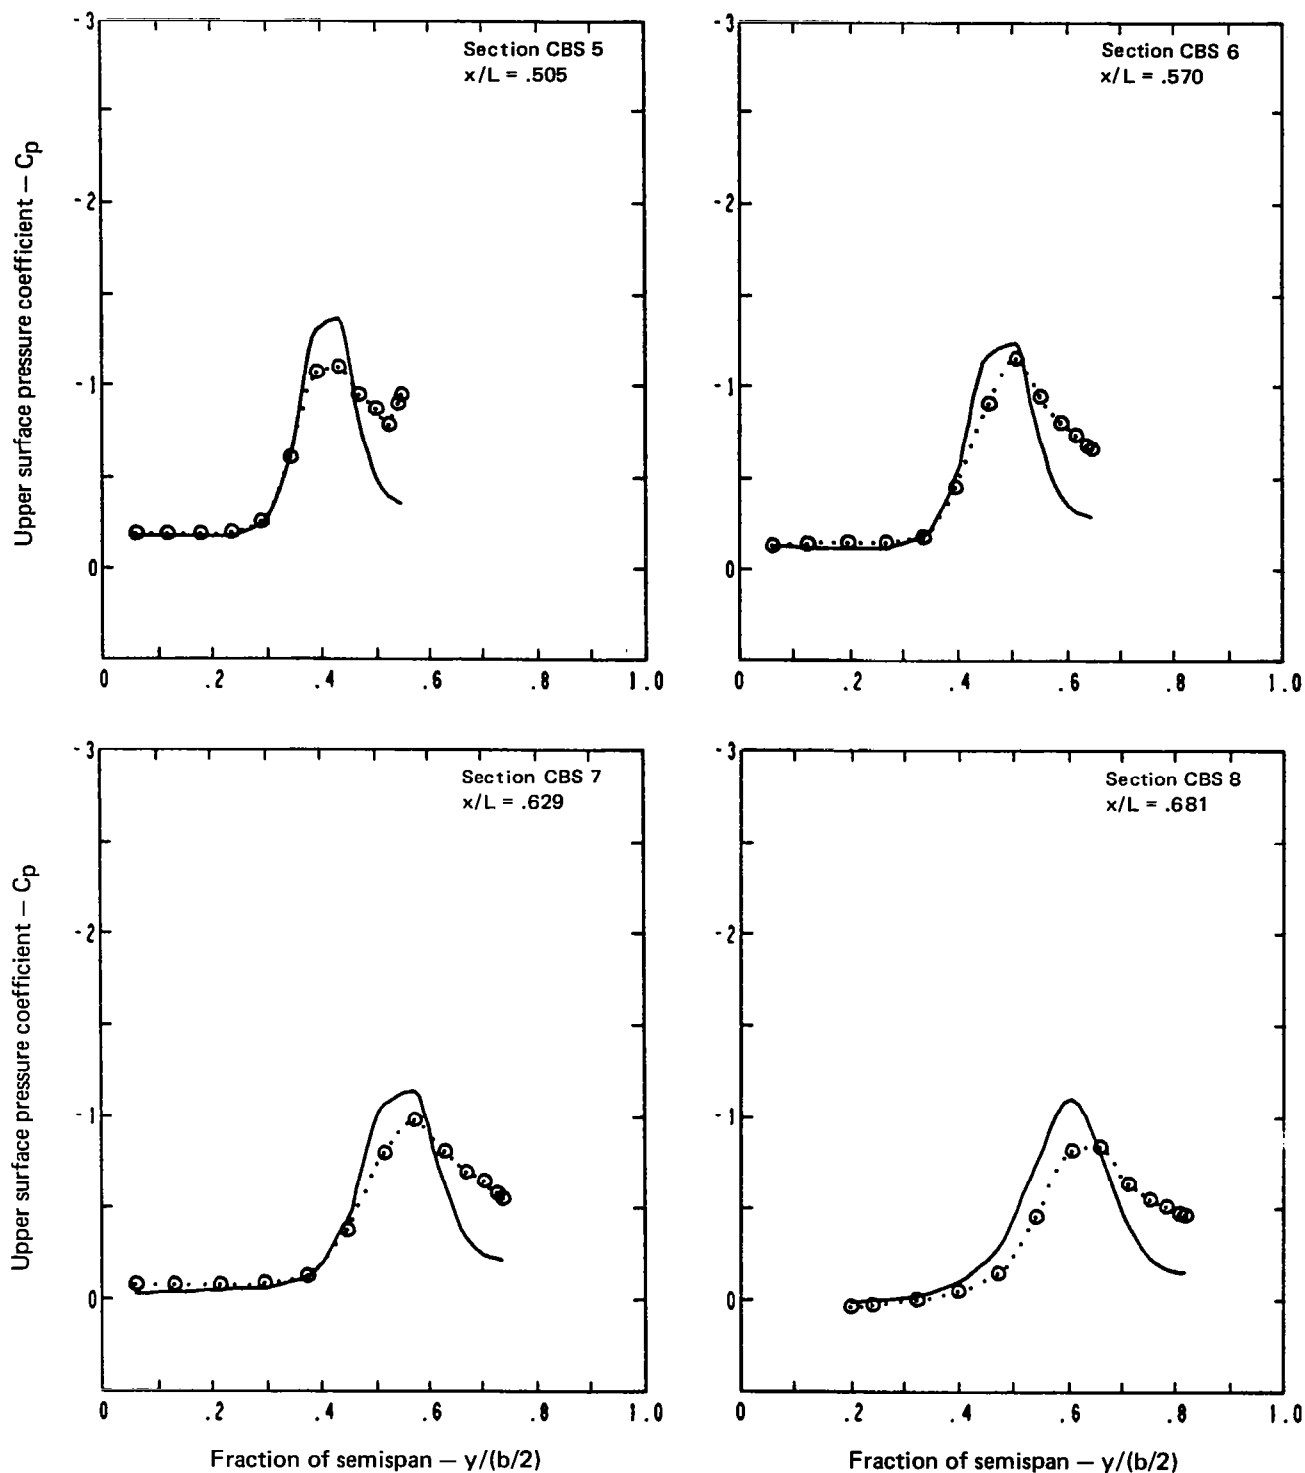 Section CBS 5
x/L = .505
Upper surface pressure coefficient — Cp
-3
-2
-1
0
0 .2 .4 .6 .8 1.0
Section CBS 6
x/L = .570
-3
-2
-1
0
0 .2 .4 .6 .8 1.0
Section CBS 7
x/L = .629
Upper surface pressure coefficient — Cp
-3
-2
-1
0
0 .2 .4 .6 .8 1.0
Fraction of semispan — y/(b/2)
Section CBS 8
x/L = .681
-3
-2
-1
0
0 .2 .4 .6 .8 1.0
Fraction of semispan — y/(b/2)